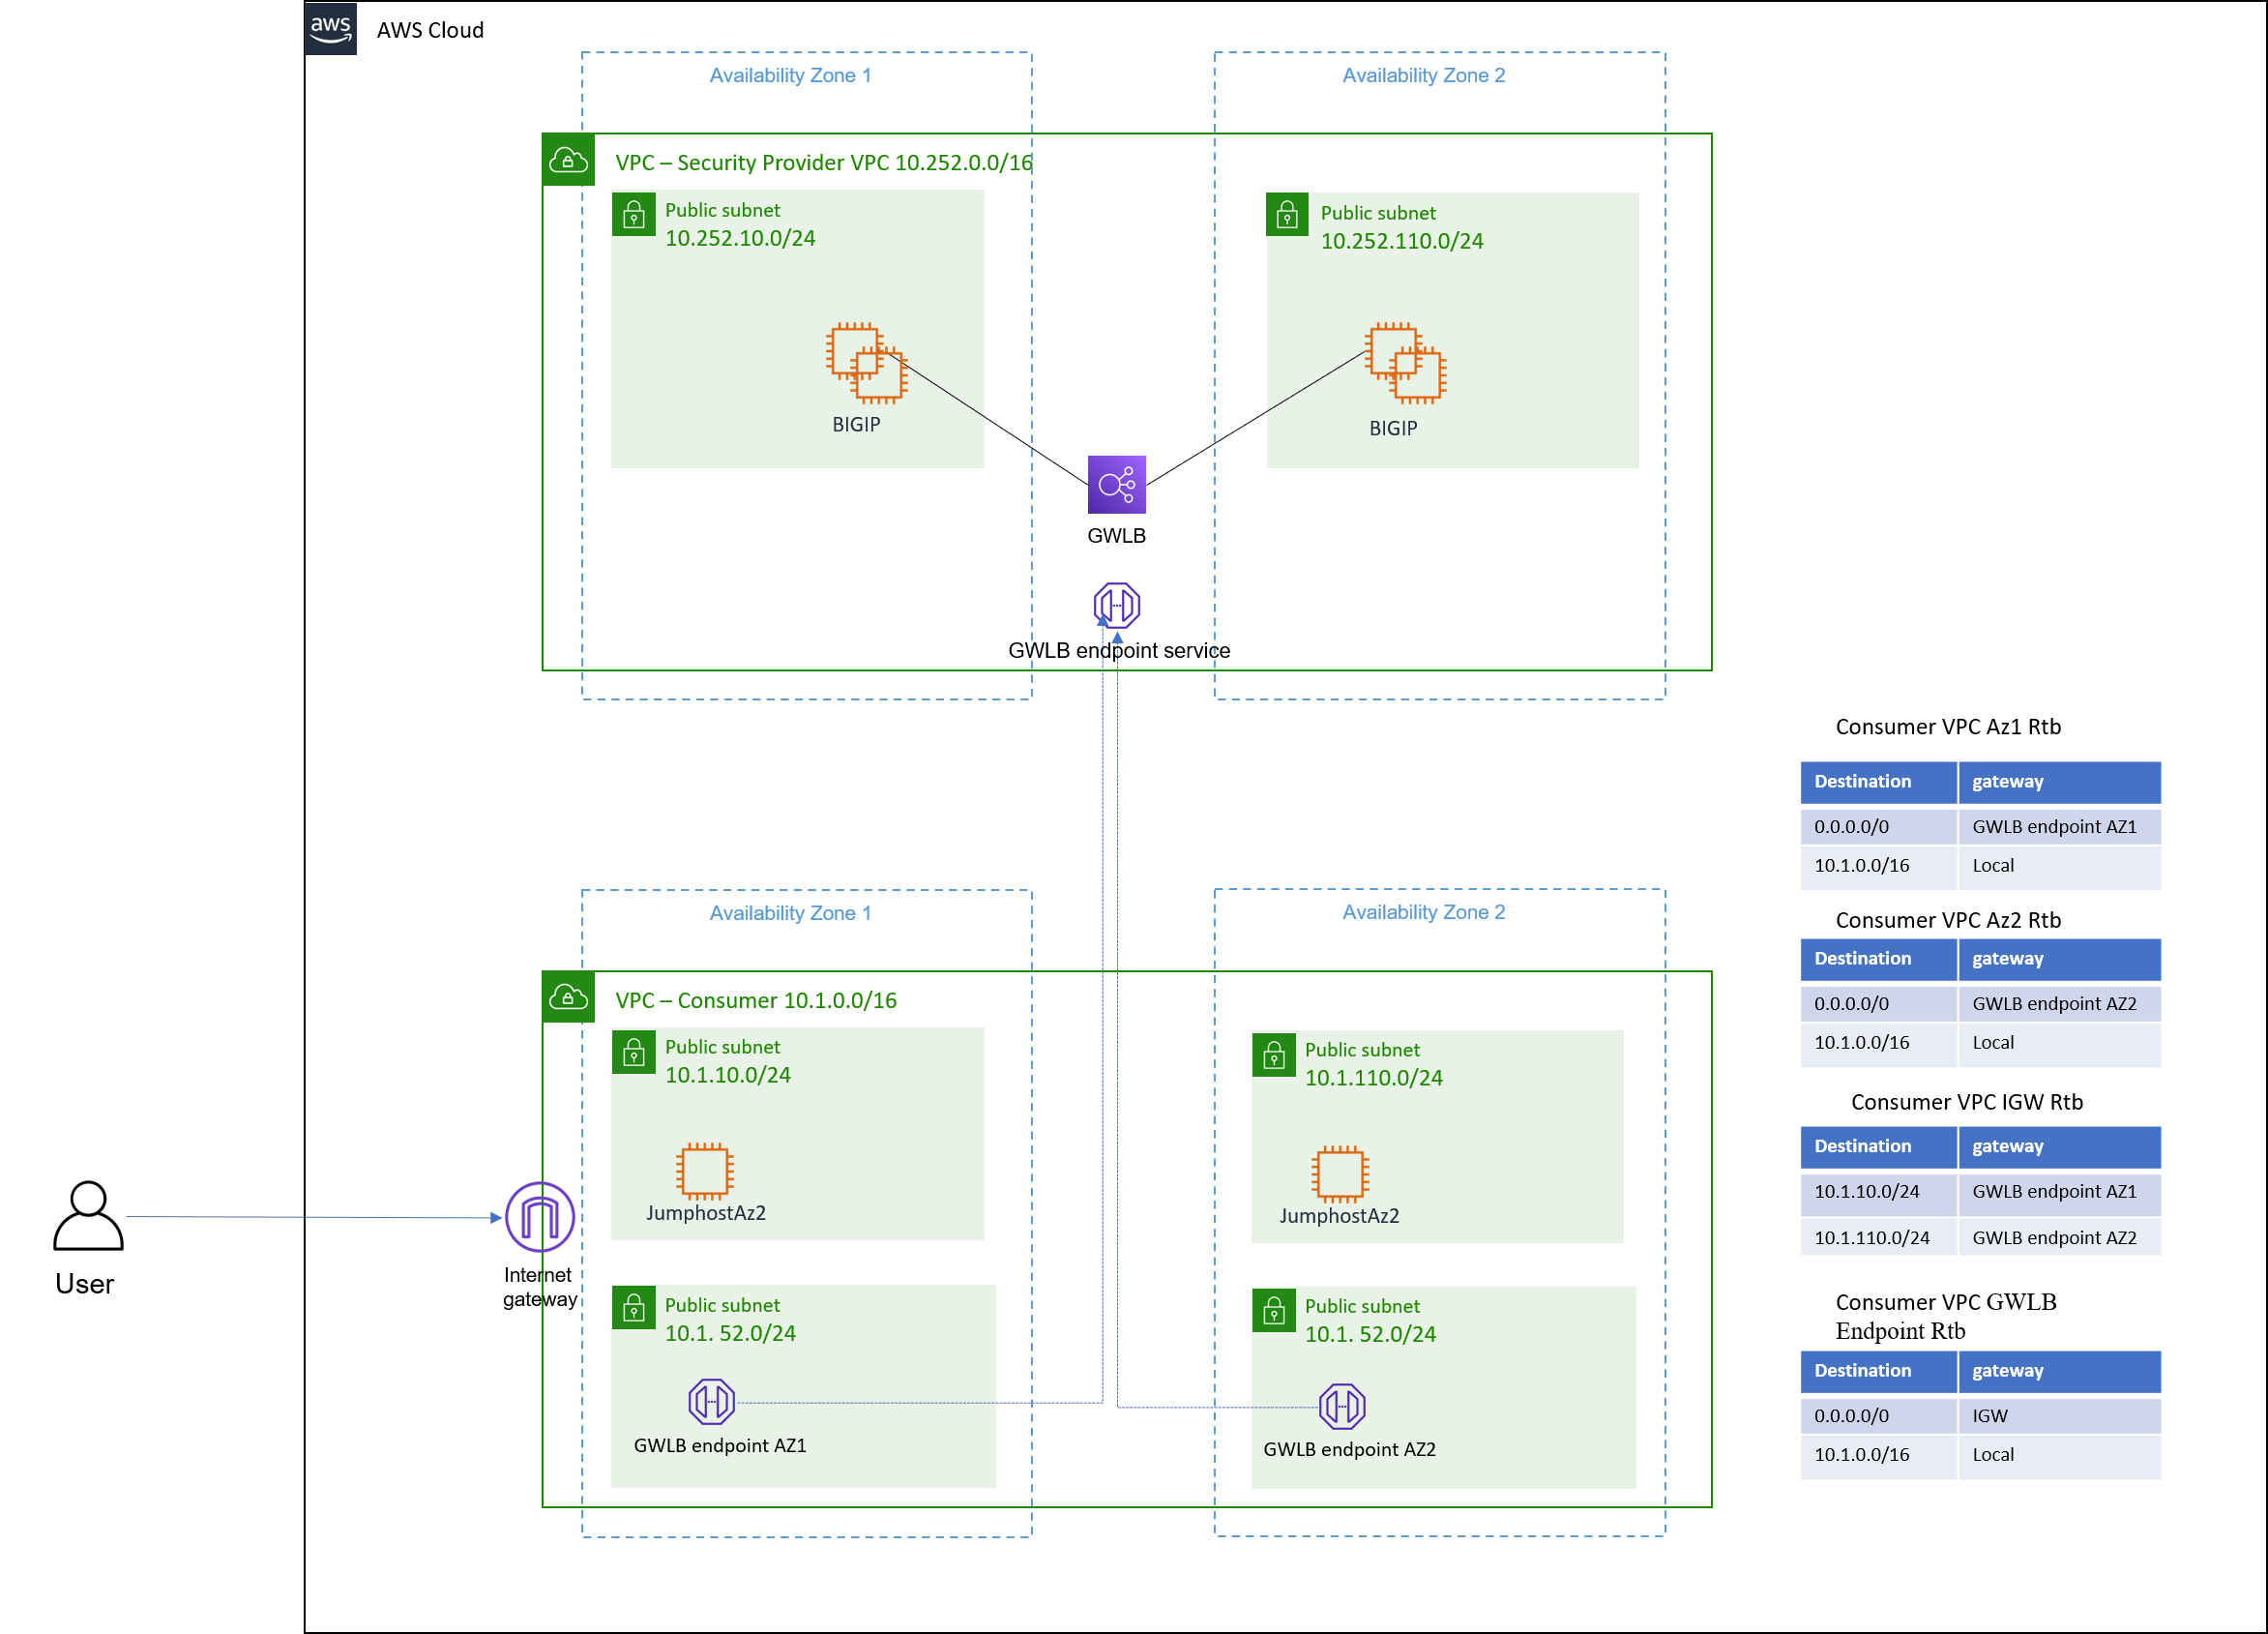 aws
AWS Cloud
Availability Zone 1
Availability Zone 2
VPC – Security Provider VPC 10.252.0.0/16
Public subnet
10.252.10.0/24
Public subnet
10.252.110.0/24
BIGIP
BIGIP
GWLB
GWLB endpoint service
Availability Zone 1
Availability Zone 2
VPC – Consumer 10.1.0.0/16
Public subnet
10.1.10.0/24
Public subnet
10.1.110.0/24
JumphostAz2
JumphostAz2
User
Internet
gateway
Public subnet
10.1. 52.0/24
Public subnet
10.1. 52.0/24
GWLB endpoint AZ1
GWLB endpoint AZ2
Consumer VPC Az1 Rtb
Destination gateway
0.0.0.0/0 GWLB endpoint AZ1
10.1.0.0/16 Local
Consumer VPC Az2 Rtb
Destination gateway
0.0.0.0/0 GWLB endpoint AZ2
10.1.0.0/16 Local
Consumer VPC IGW Rtb
Destination gateway
10.1.10.0/24 GWLB endpoint AZ1
10.1.110.0/24 GWLB endpoint AZ2
Consumer VPC GWLB
Endpoint Rtb
Destination gateway
0.0.0.0/0 IGW
10.1.0.0/16 Local